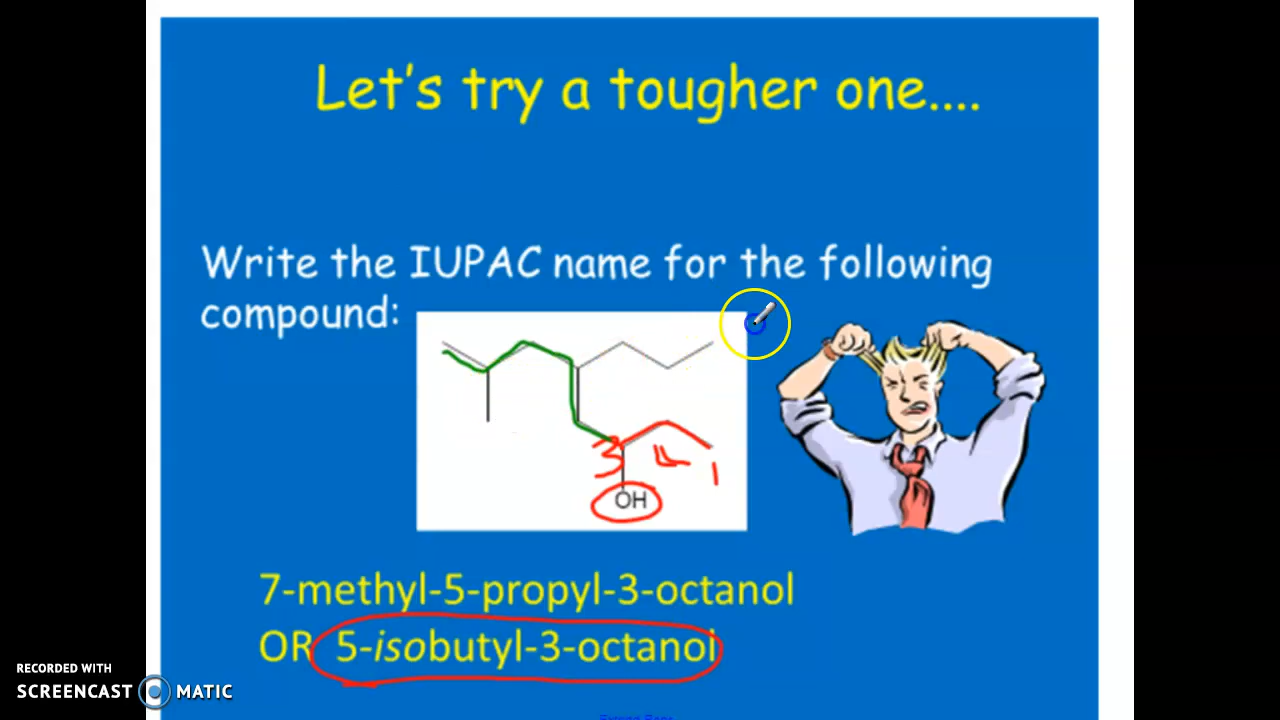 Let's try a tougher one....
Write the IUPAC name for the following
compound:
3
1
OH
7-methyl-5-propyl-3-octanol
OR 5-isobutyl-3-octanol
RECORDED WITH
SCREENCAST MATIC